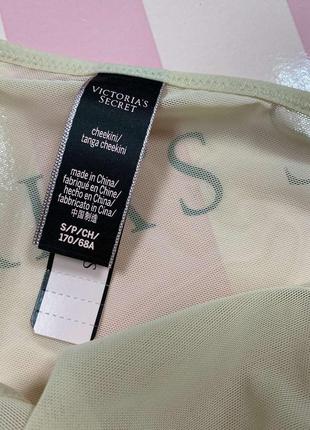 VICTORIA'S
SECRET
cheekini/
tanga cheekini
made in China/
fabriqué en Chine/
hecho en China/
fabbricato in Cina/
中国制造
S/P/CH/
170/68A
S